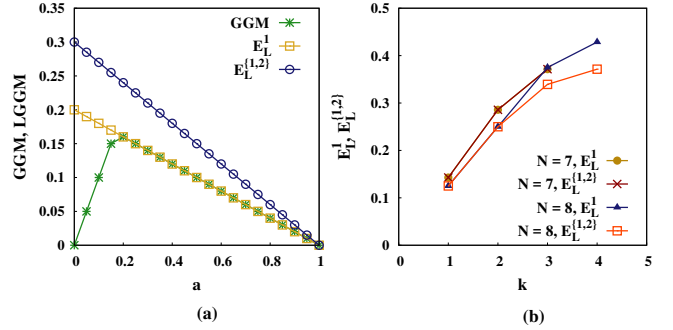 GGM, LGGM
0.35
0.3
0.25
0.2
0.15
0.1
0.05
0
0 0.2 0.4 0.6 0.8 1
a
GGM
E_L^1
E_L^{1,2}
(a)
E_L^1, E_L^{1,2}
0.5
0.4
0.3
0.2
0.1
0
0 1 2 3 4 5
k
N = 7, E_L^1
N = 7, E_L^{1,2}
N = 8, E_L^1
N = 8, E_L^{1,2}
(b)